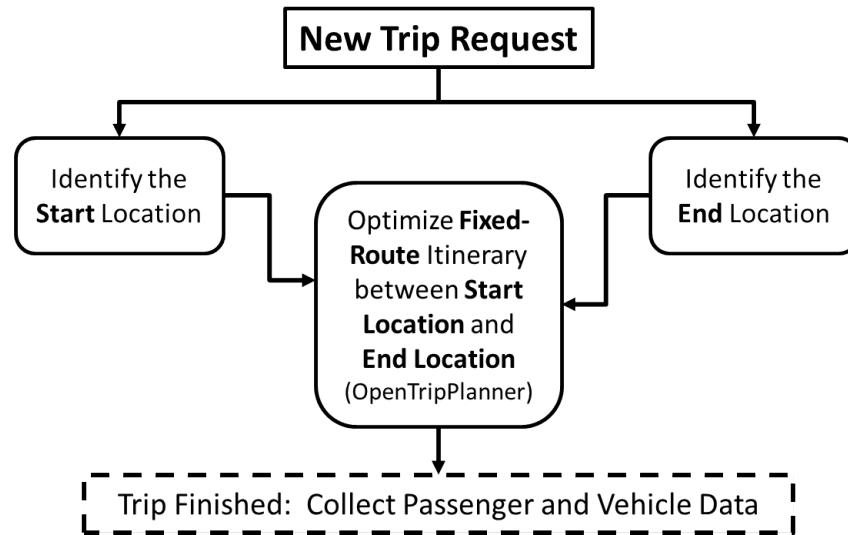 New Trip Request
Identify the
Start Location
Identify the
End Location
Optimize Fixed-
Route Itinerary
between Start
Location and
End Location
(OpenTripPlanner)
Trip Finished: Collect Passenger and Vehicle Data